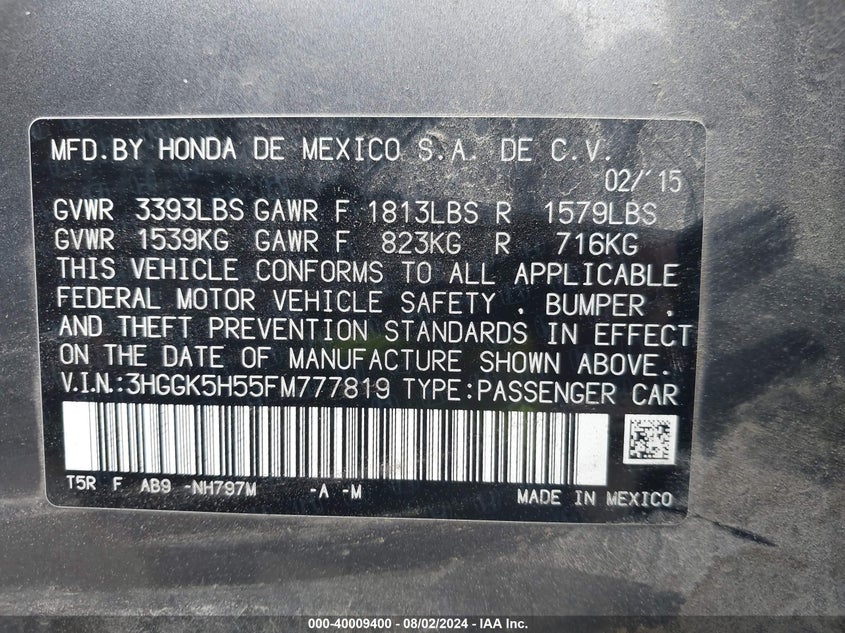 MFD.BY HONDA DE MEXICO S.A. DE C.V.
02/'15
GVWR 3393LBS GAWR F 1813LBS R 1579LBS
GVWR 1539KG GAWR F 823KG R 716KG
THIS VEHICLE CONFORMS TO ALL APPLICABLE
FEDERAL MOTOR VEHICLE SAFETY , BUMPER ,
AND THEFT PREVENTION STANDARDS IN EFFECT
ON THE DATE OF MANUFACTURE SHOWN ABOVE.
V.I.N.:3HGGK5H55FM777819 TYPE:PASSENGER CAR
T5R F AB9 -NH797M -A -M MADE IN MEXICO
000-40009400 - 08/02/2024 - IAA Inc.